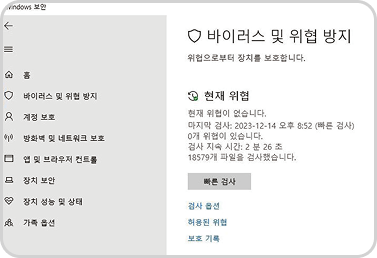 Windows 보안
홈
바이러스 및 위협 방지
계정 보호
방화벽 및 네트워크 보호
앱 및 브라우저 컨트롤
장치 보안
장치 성능 및 상태
가족 옵션
바이러스 및 위협 방지
위협으로부터 장치를 보호합니다.
현재 위협
현재 위협이 없습니다.
마지막 검사: 2023-12-14 오후 8:52 (빠른 검사)
0개 위협이 있습니다.
검사 지속 시간: 2 분 26 초
18579개 파일을 검사했습니다.
빠른 검사
검사 옵션
허용된 위협
보호 기록